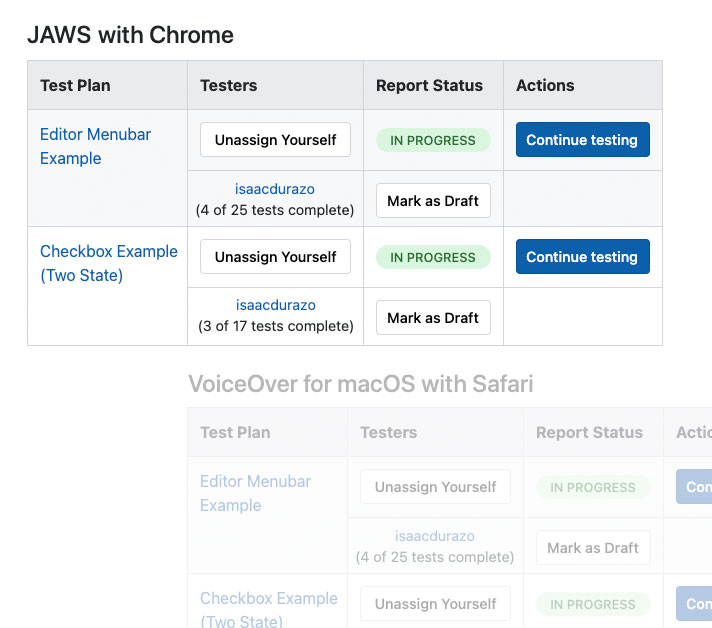 JAWS with Chrome
Test Plan Testers Report Status Actions
Editor Menubar
Example
Unassign Yourself IN PROGRESS Continue testing
isaacdurazo
(4 of 25 tests complete)
Mark as Draft
Checkbox Example
(Two State)
Unassign Yourself IN PROGRESS Continue testing
isaacdurazo
(3 of 17 tests complete)
Mark as Draft
VoiceOver for macOS with Safari
Test Plan Testers Report Status Actio
Editor Menubar
Example
Unassign Yourself IN PROGRESS Con
isaacdurazo
(4 of 25 tests complete)
Mark as Draft
Checkbox Example
(Two State)
Unassign Yourself IN PROGRESS Con